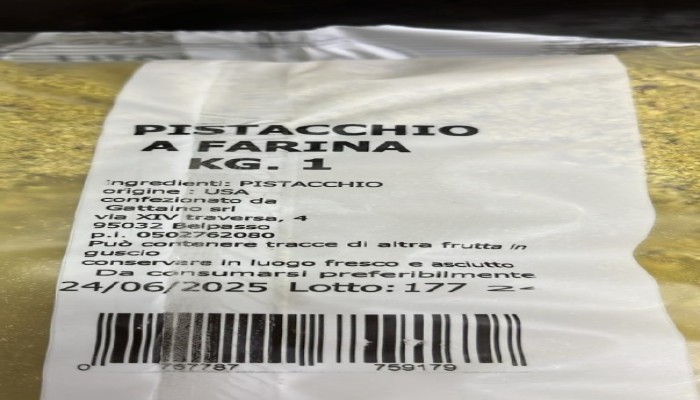 PISTACCHIO
A FARINA
KG. 1
ingredienti: PISTACCHIO
origine : USA
confezionato da
Gattaino srl
via XIV traversa, 4
95032 Belpasso
p.i. 0502762080
Può contenere tracce di altra frutta in
guscio
conservare in luogo fresco e asciutto
Da consumarsi preferibilmente
24/06/2025 Lotto: 177
0 767787 759179